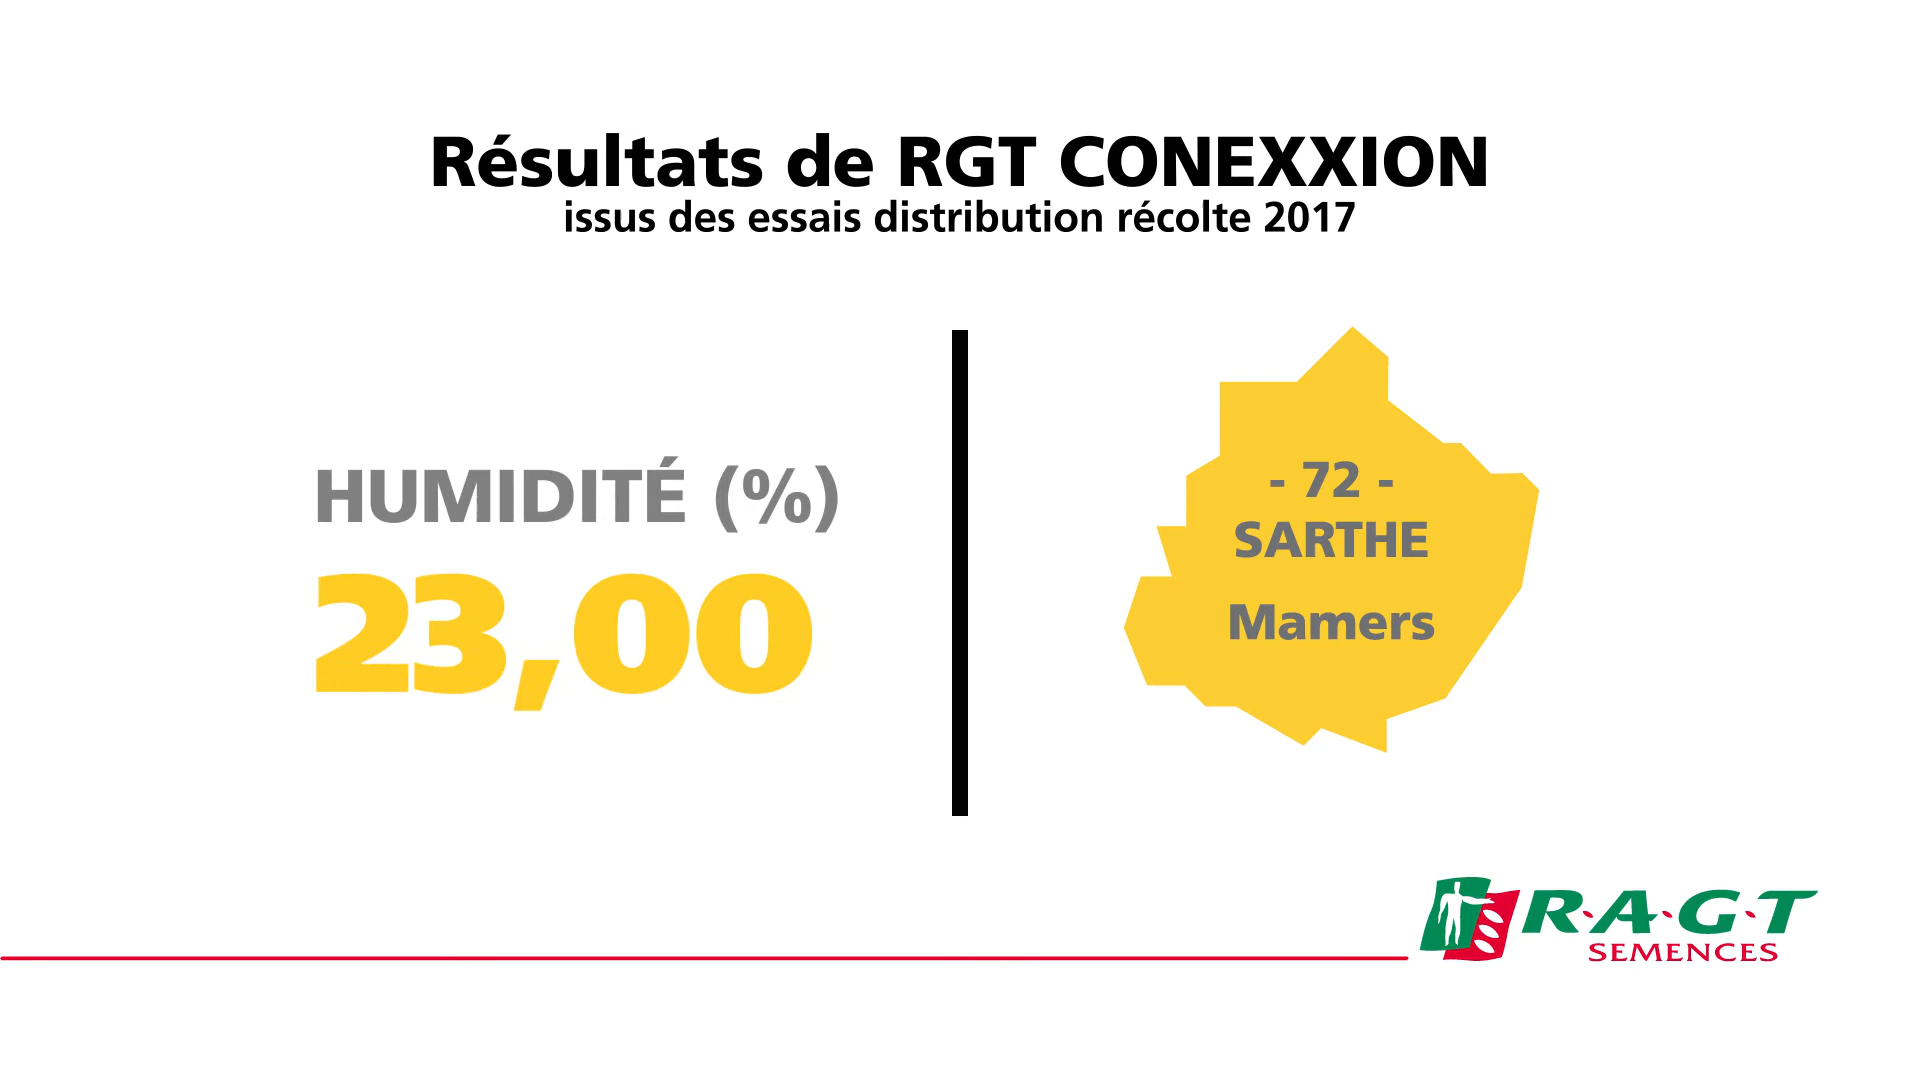 Résultats de RGT CONEXXION
issus des essais distribution récolte 2017
HUMIDITÉ (%)
23,00
- 72 -
SARTHE
Mamers
R·A·G·T
SEMENCES